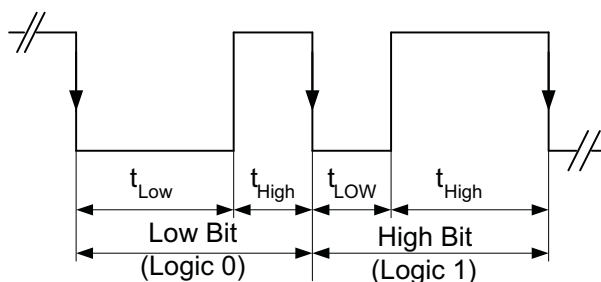 tLow tHigh tLOW tHigh
Low Bit High Bit
(Logic 0) (Logic 1)